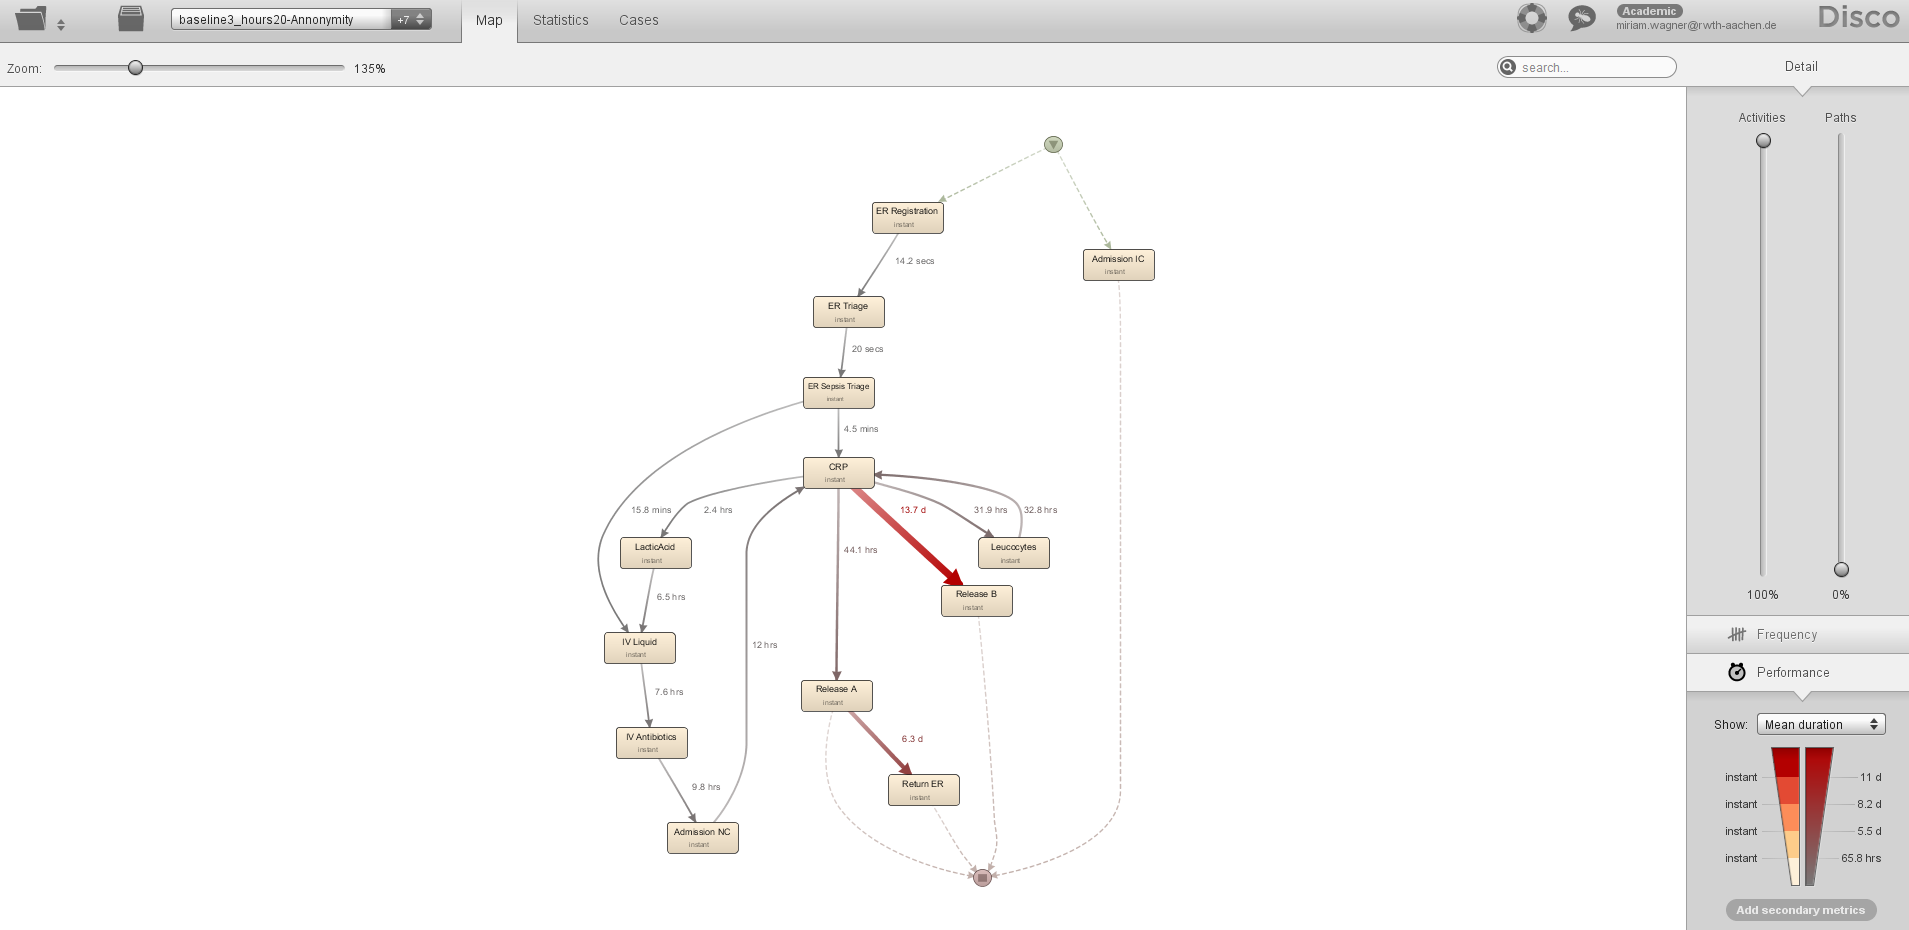 baseline3_hours20-Annonymity
+7
Map
Statistics
Cases
Academic
miriam.wagner@rwth-aachen.de
Disco
Zoom:
135%
search...
Detail
Activities
Paths
100%
0%
Frequency
Performance
Show:
Mean duration
instant
11 d
instant
8.2 d
instant
5.5 d
instant
65.8 hrs
Add secondary metrics
ER Registration
instant
Admission IC
instant
14.2 secs
ER Triage
instant
20 secs
ER Sepsis Triage
instant
4.5 mins
CRP
instant
15.8 mins
2.4 hrs
13.7 d
31.9 hrs
32.8 hrs
LacticAcid
instant
44.1 hrs
Leucocytes
instant
6.5 hrs
Release B
instant
IV Liquid
instant
12 hrs
7.6 hrs
Release A
instant
IV Antibiotics
instant
6.3 d
9.8 hrs
Return ER
instant
Admission NC
instant